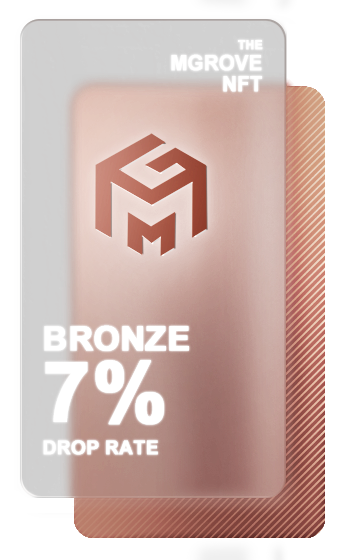 THE
MGROVE
NFT
BRONZE
7%
DROP RATE